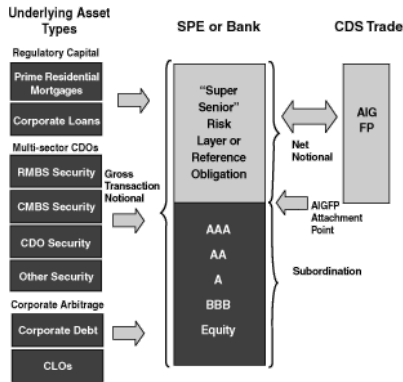 Underlying Asset
Types
SPE or Bank
CDS Trade
Regulatory Capital
Prime Residential
Mortgages
Corporate Loans
Multi-sector CDOs
RMBS Security
CMBS Security
CDO Security
Other Security
Corporate Arbitrage
Corporate Debt
CLOs
Gross
Transaction
Notional
“Super
Senior”
Risk
Layer or
Reference
Obligation
AAA
AA
A
BBB
Equity
Net
Notional
AIGFP
Attachment
Point
Subordination
AIG
FP